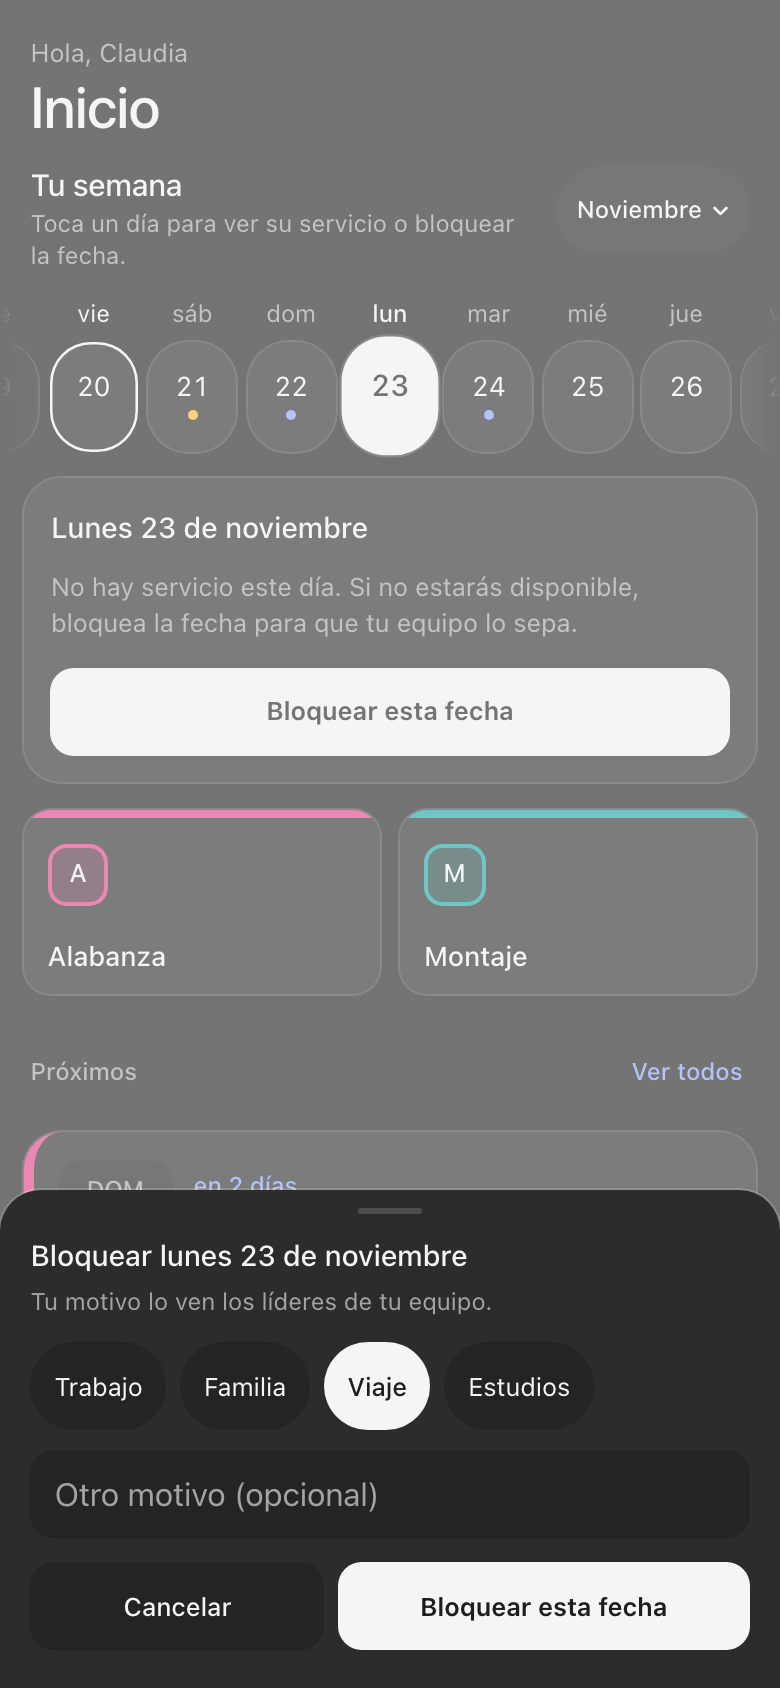 Hola, Claudia
Inicio
Tu semana
Toca un día para ver su servicio o bloquear
la fecha.
Noviembre
vie sáb dom lun mar mié jue
20 21 22 23 24 25 26
Lunes 23 de noviembre
No hay servicio este día. Si no estarás disponible,
bloquea la fecha para que tu equipo lo sepa.
Bloquear esta fecha
A
Alabanza
M
Montaje
Próximos
Ver todos
DOM
en 2 días
Bloquear lunes 23 de noviembre
Tu motivo lo ven los líderes de tu equipo.
Trabajo Familia Viaje Estudios
Otro motivo (opcional)
Cancelar Bloquear esta fecha